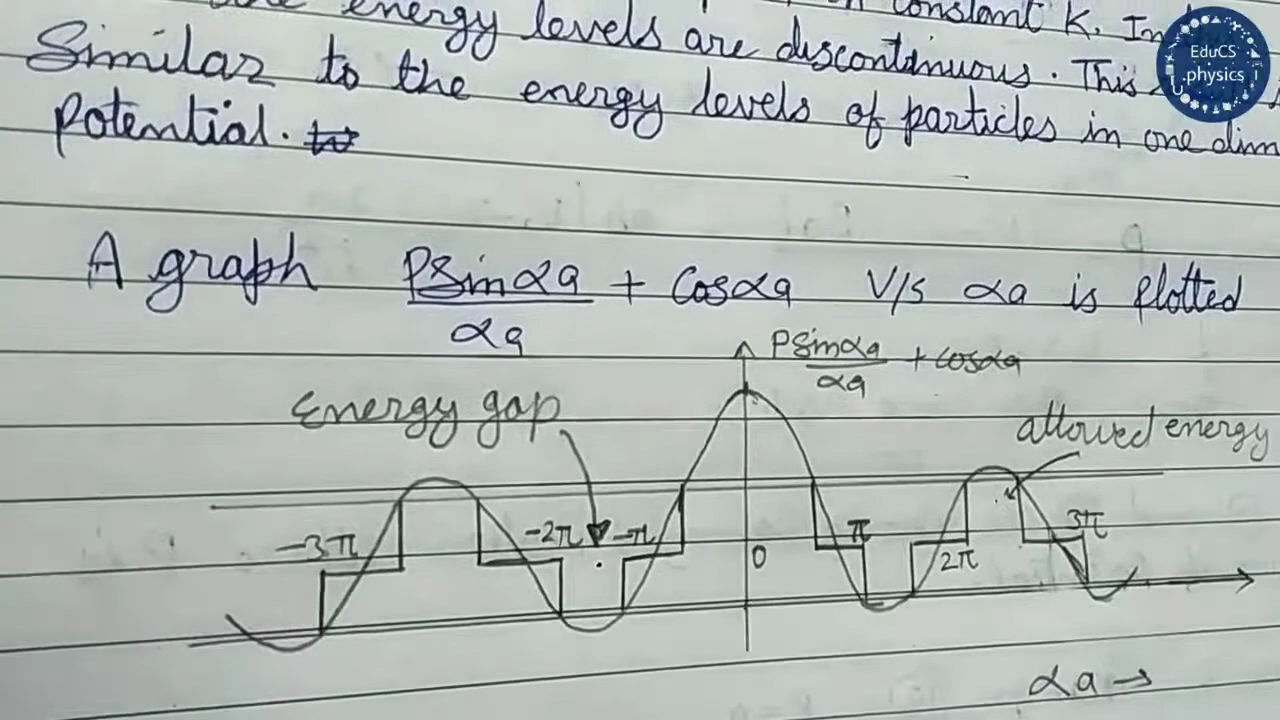 energy levels are discontinuous. This
constant K. In
Similar to the energy levels of particles in one dim
potential.
A graph PSinαa/αa + Cosαa V/s αa is plotted
PSinαa/αa + cosαa
Energy gap
allowed energy
-3π -2π -π 0 π 2π 3π
αa →
EduCS
.physics